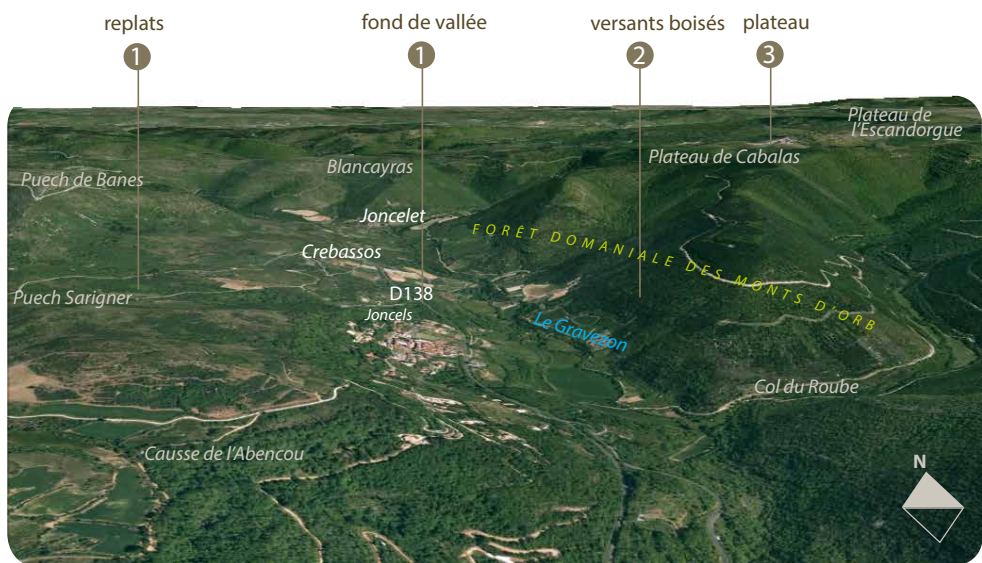 replats
fond de vallée
versants boisés
plateau
1
1
2
3
Plateau de
l'Escandorgue
Blancayras
Plateau de Cabalas
Puech de Banes
Joncelet
FORÊT DOMANIALE DES MONTS D'ORB
Crebassos
Puech Sarigner
D138
Joncels
Le Gravezon
Col du Roube
Causse de l'Abencou
N